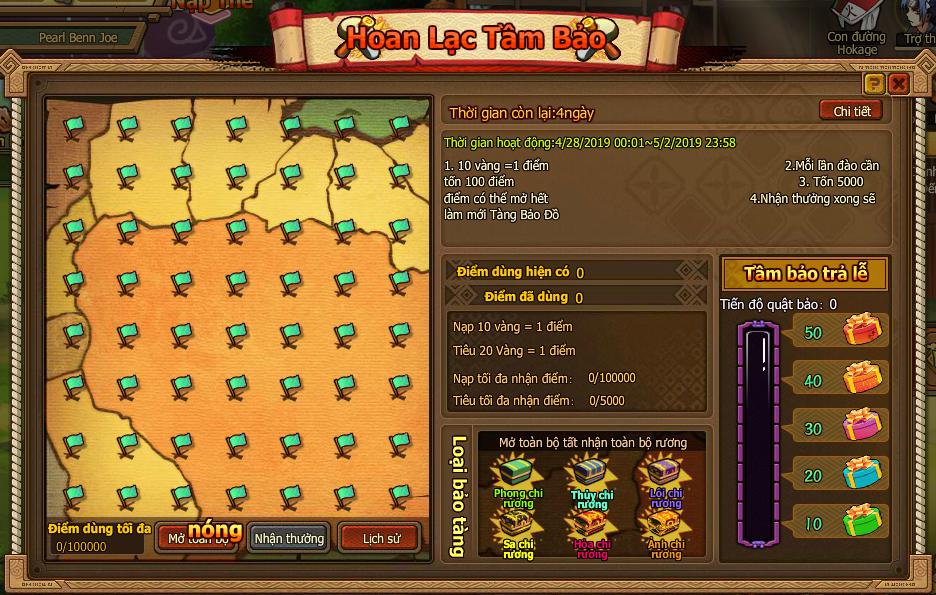 Nạp Thẻ
Pearl Benn Joe
Hoan Lạc Tầm Bảo
Con đường
Hokage
Trợ
Thời gian còn lại:4ngày
Chi tiết
Thời gian hoạt động:4/28/2019 00:01~5/2/2019 23:58
1. 10 vàng =1 điểm 2.Mỗi lần đào cần
tốn 100 điểm 3. Tốn 5000
điểm có thể mở hết 4.Nhận thưởng xong sẽ
làm mới Tàng Bảo Đồ
Điểm dùng hiện có 0
Điểm đã dùng 0
Nạp 10 vàng = 1 điểm
Tiêu 20 Vàng = 1 điểm
Nạp tối đa nhận điểm: 0/100000
Tiêu tối đa nhận điểm: 0/5000
Tầm bảo trả lễ
Tiến độ quật bảo: 0
50
40
30
20
10
Loại bảo tàng
Mở toàn bộ tất nhận toàn bộ rương
Phong chi rương
Thủy chi rương
Lôi chi rương
Sa chi rương
Hỏa chi rương
Ảnh chi rương
Điểm dùng tối đa
0/100000
Mở toàn bộ
nóng
Nhận thưởng
Lịch sử